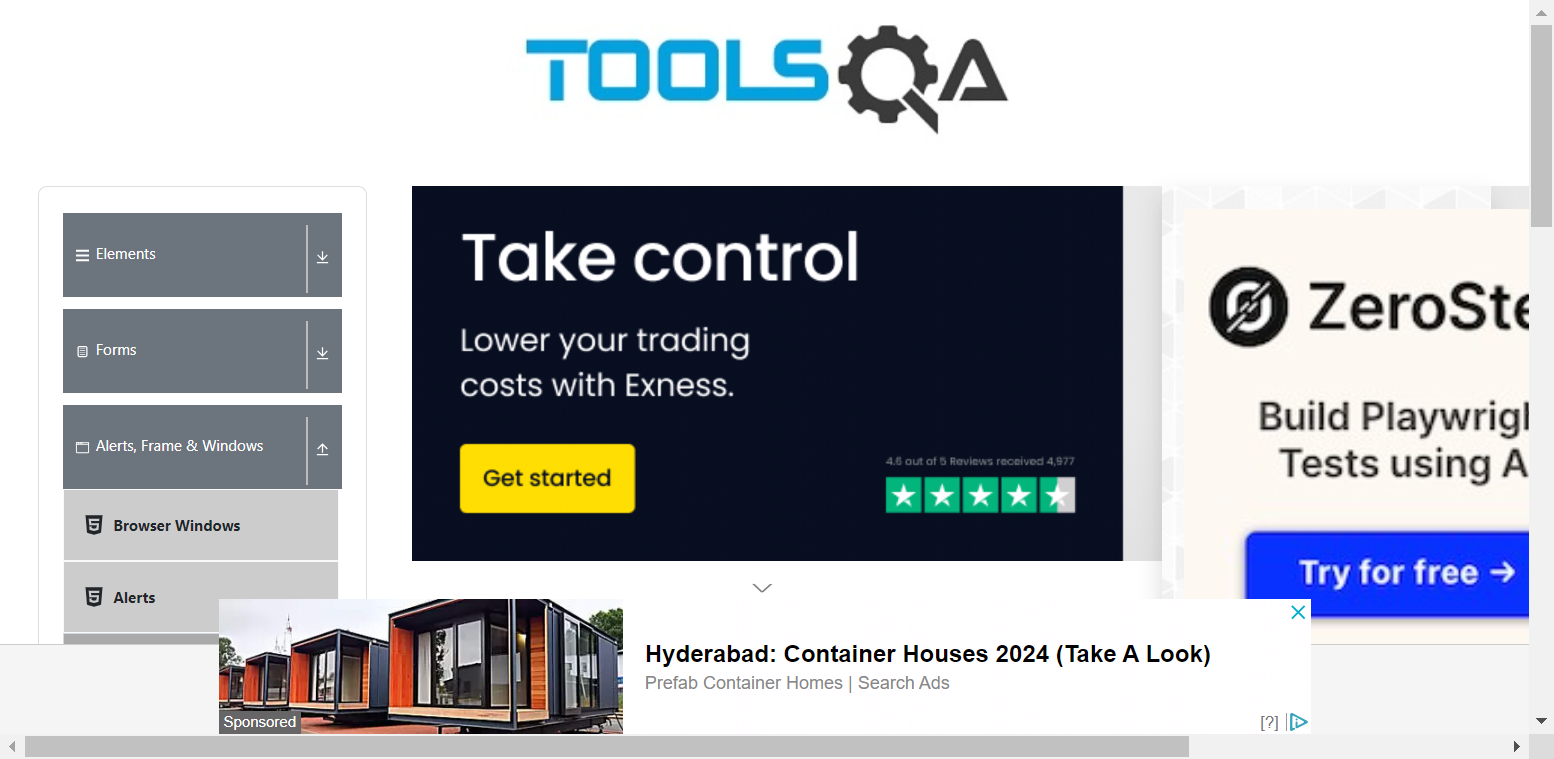 TOOLSQA
Elements
Forms
Alerts, Frame & Windows
Browser Windows
Alerts
Take control
Lower your trading
costs with Exness.
Get started
4.6 out of 5 Reviews received 4,977
ZeroSte
Build Playwrigh
Tests using A
Try for free →
Sponsored
Hyderabad: Container Houses 2024 (Take A Look)
Prefab Container Homes | Search Ads
[?]